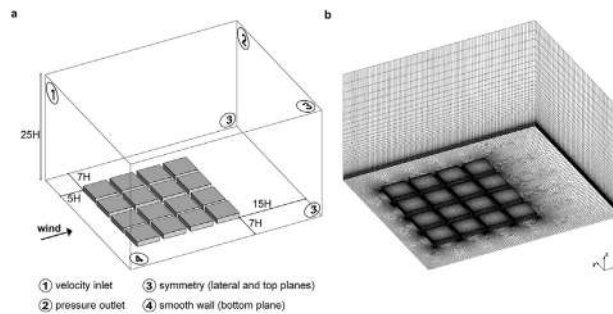 a
b
1
2
3
25H
3
7H
5H
15H
wind
7H
3
4
1 velocity inlet
3 symmetry (lateral and top planes)
2 pressure outlet
4 smooth wall (bottom plane)